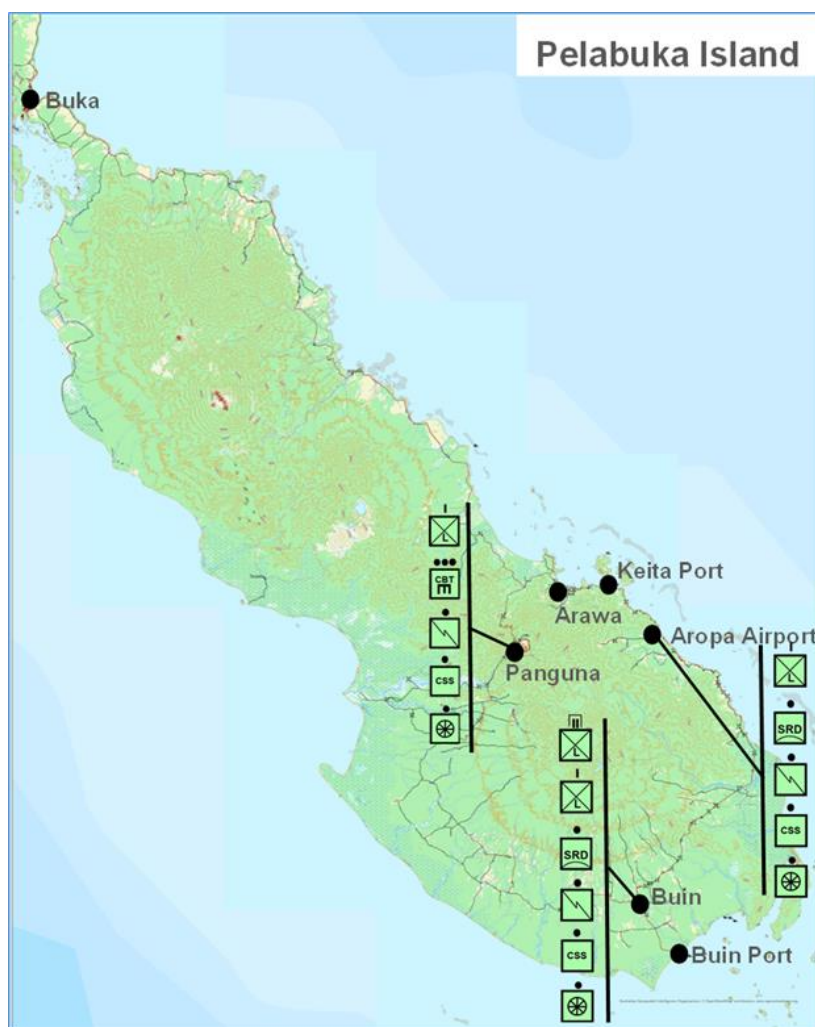 Pelabuka Island
Buka
Keita Port
Arawa
Aropa Airport
Panguna
L
CBT
CSS
L
SRD
CSS
L
L
SRD
CSS
Buin
Buin Port